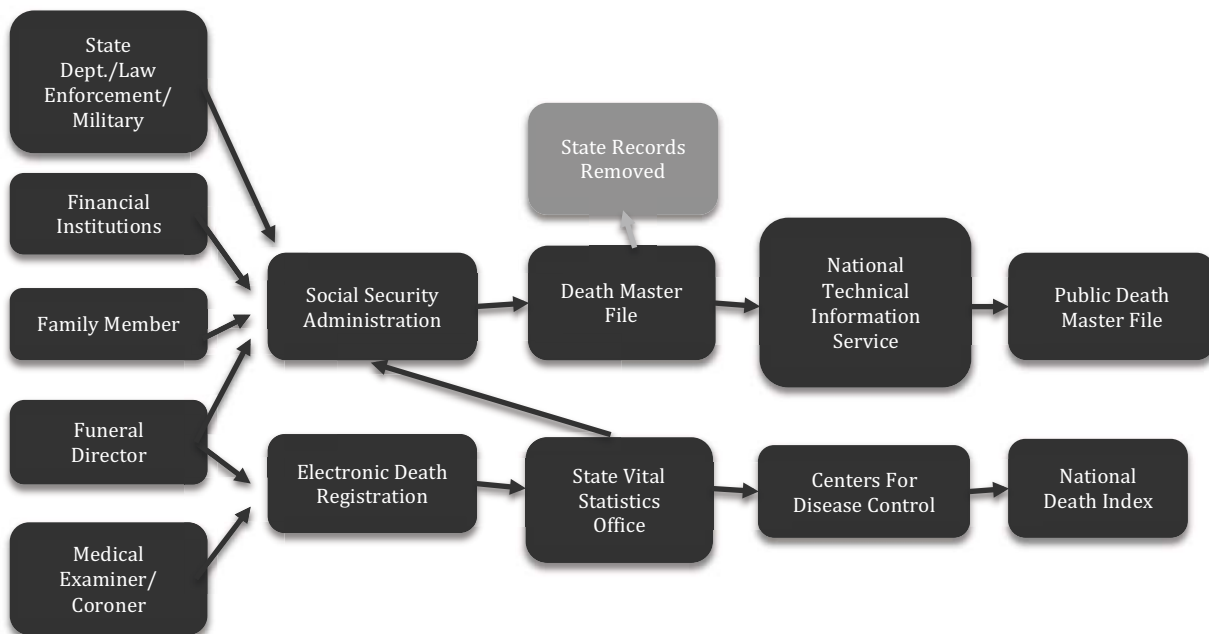 State
Dept./Law
Enforcement/
Military
Financial
Institutions
Family Member
Funeral
Director
Medical
Examiner/
Coroner
Social Security
Administration
Electronic Death
Registration
State Records
Removed
Death Master
File
State Vital
Statistics
Office
National
Technical
Information
Service
Centers For
Disease Control
Public Death
Master File
National
Death Index